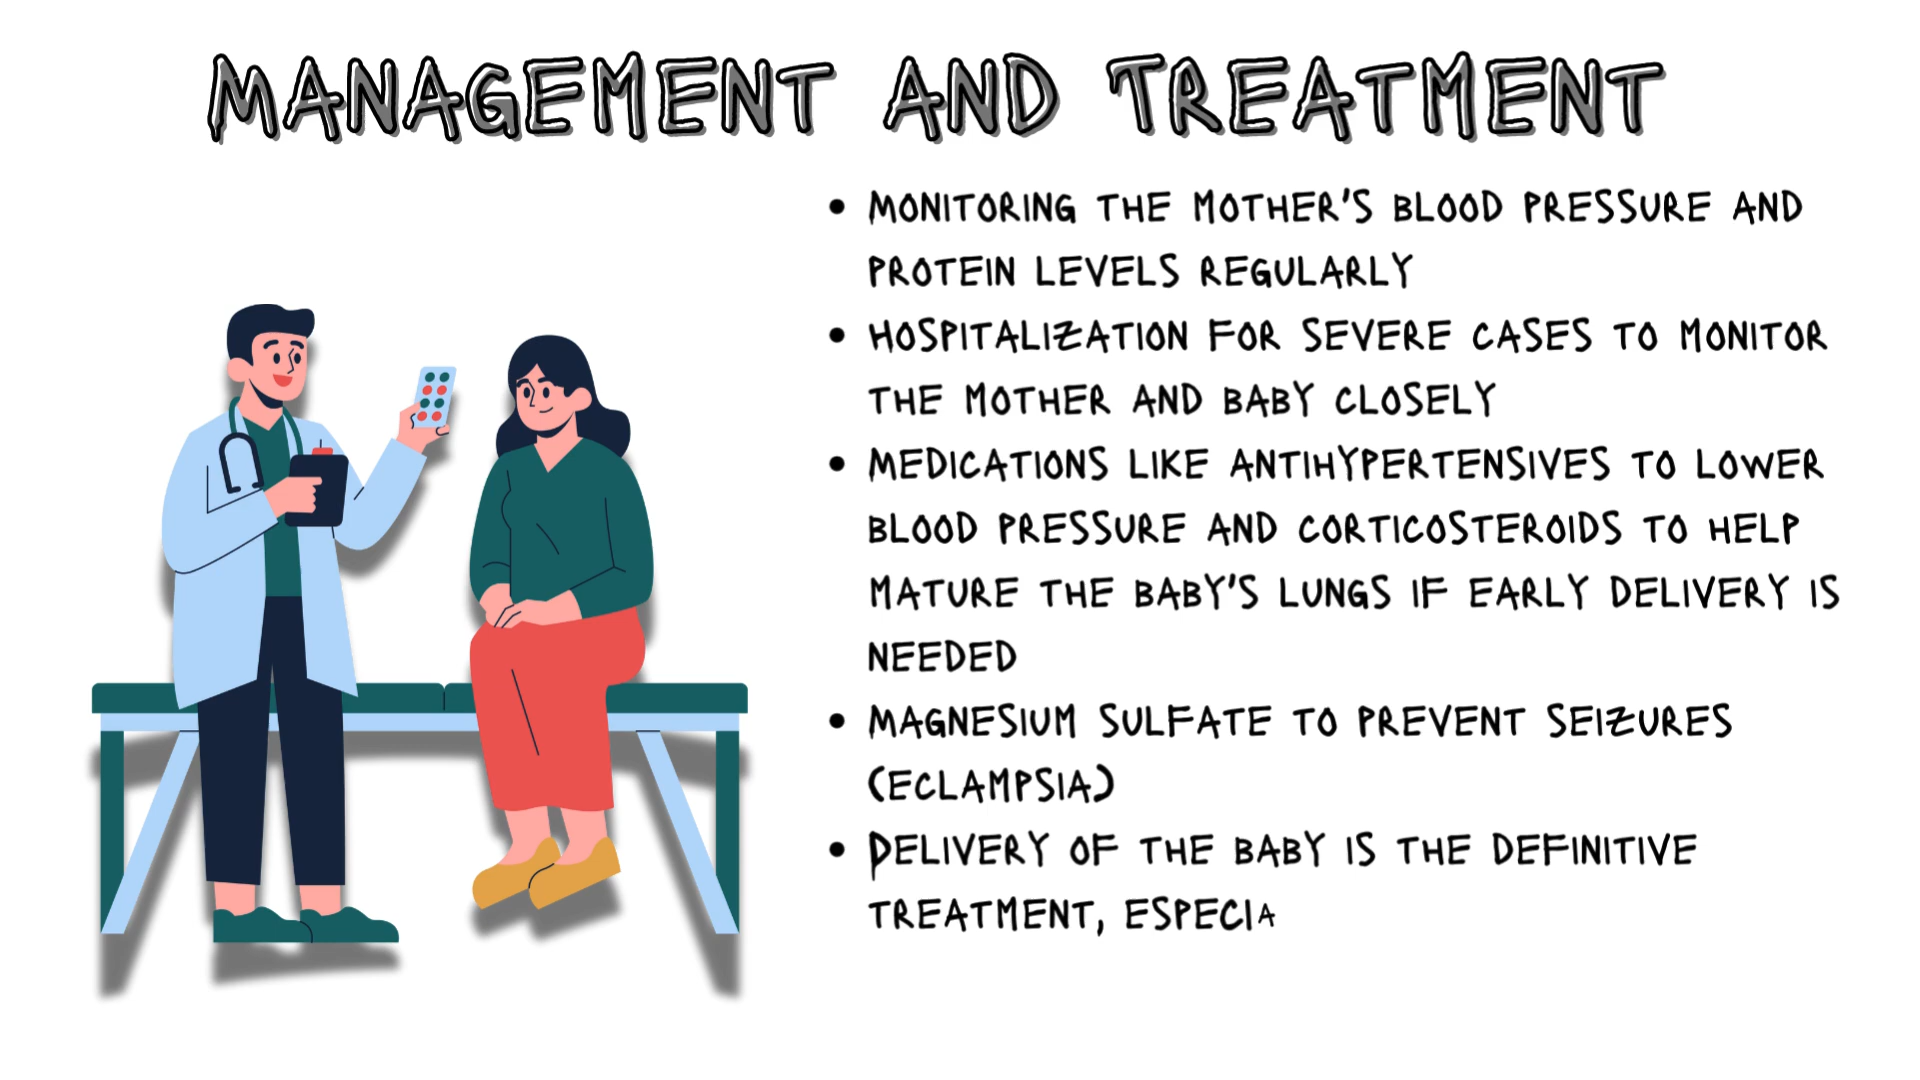 MANAGEMENT AND TREATMENT
• MONITORING THE MOTHER'S BLOOD PRESSURE AND
PROTEIN LEVELS REGULARLY
• HOSPITALIZATION FOR SEVERE CASES TO MONITOR
THE MOTHER AND BABY CLOSELY
• MEDICATIONS LIKE ANTIHYPERTENSIVES TO LOWER
BLOOD PRESSURE AND CORTICOSTEROIDS TO HELP
MATURE THE BABY'S LUNGS IF EARLY DELIVERY IS
NEEDED
• MAGNESIUM SULFATE TO PREVENT SEIZURES
(ECLAMPSIA)
• DELIVERY OF THE BABY IS THE DEFINITIVE
TREATMENT, ESPECIA